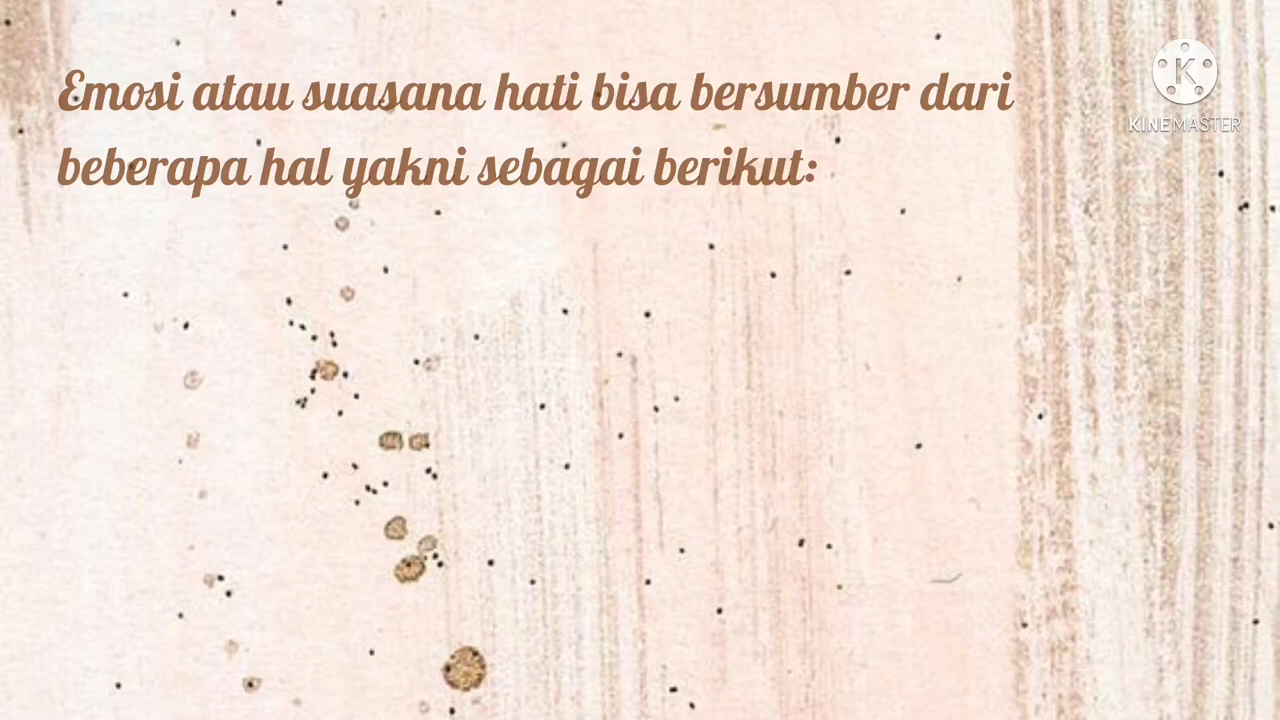 Emosi atau suasana hati bisa bersumber dari
beberapa hal yakni sebagai berikut:
K
KINEMASTER